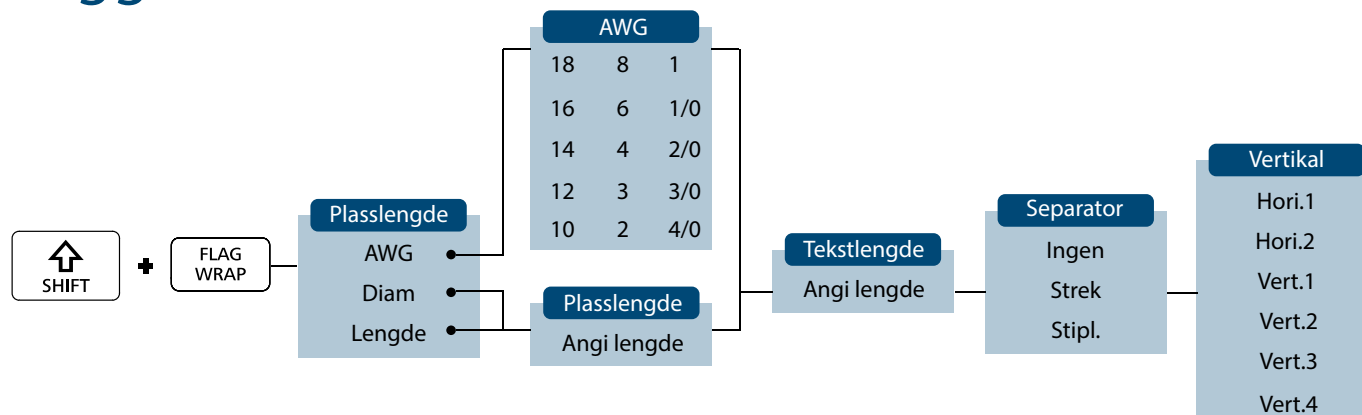 SHIFT
FLAG
WRAP
Plasslengde
AWG
Diam
Lengde
AWG
18 8 1
16 6 1/0
14 4 2/0
12 3 3/0
10 2 4/0
Plasslengde
Angi lengde
Tekstlengde
Angi lengde
Separator
Ingen
Strek
Stipl.
Vertikal
Hori.1
Hori.2
Vert.1
Vert.2
Vert.3
Vert.4